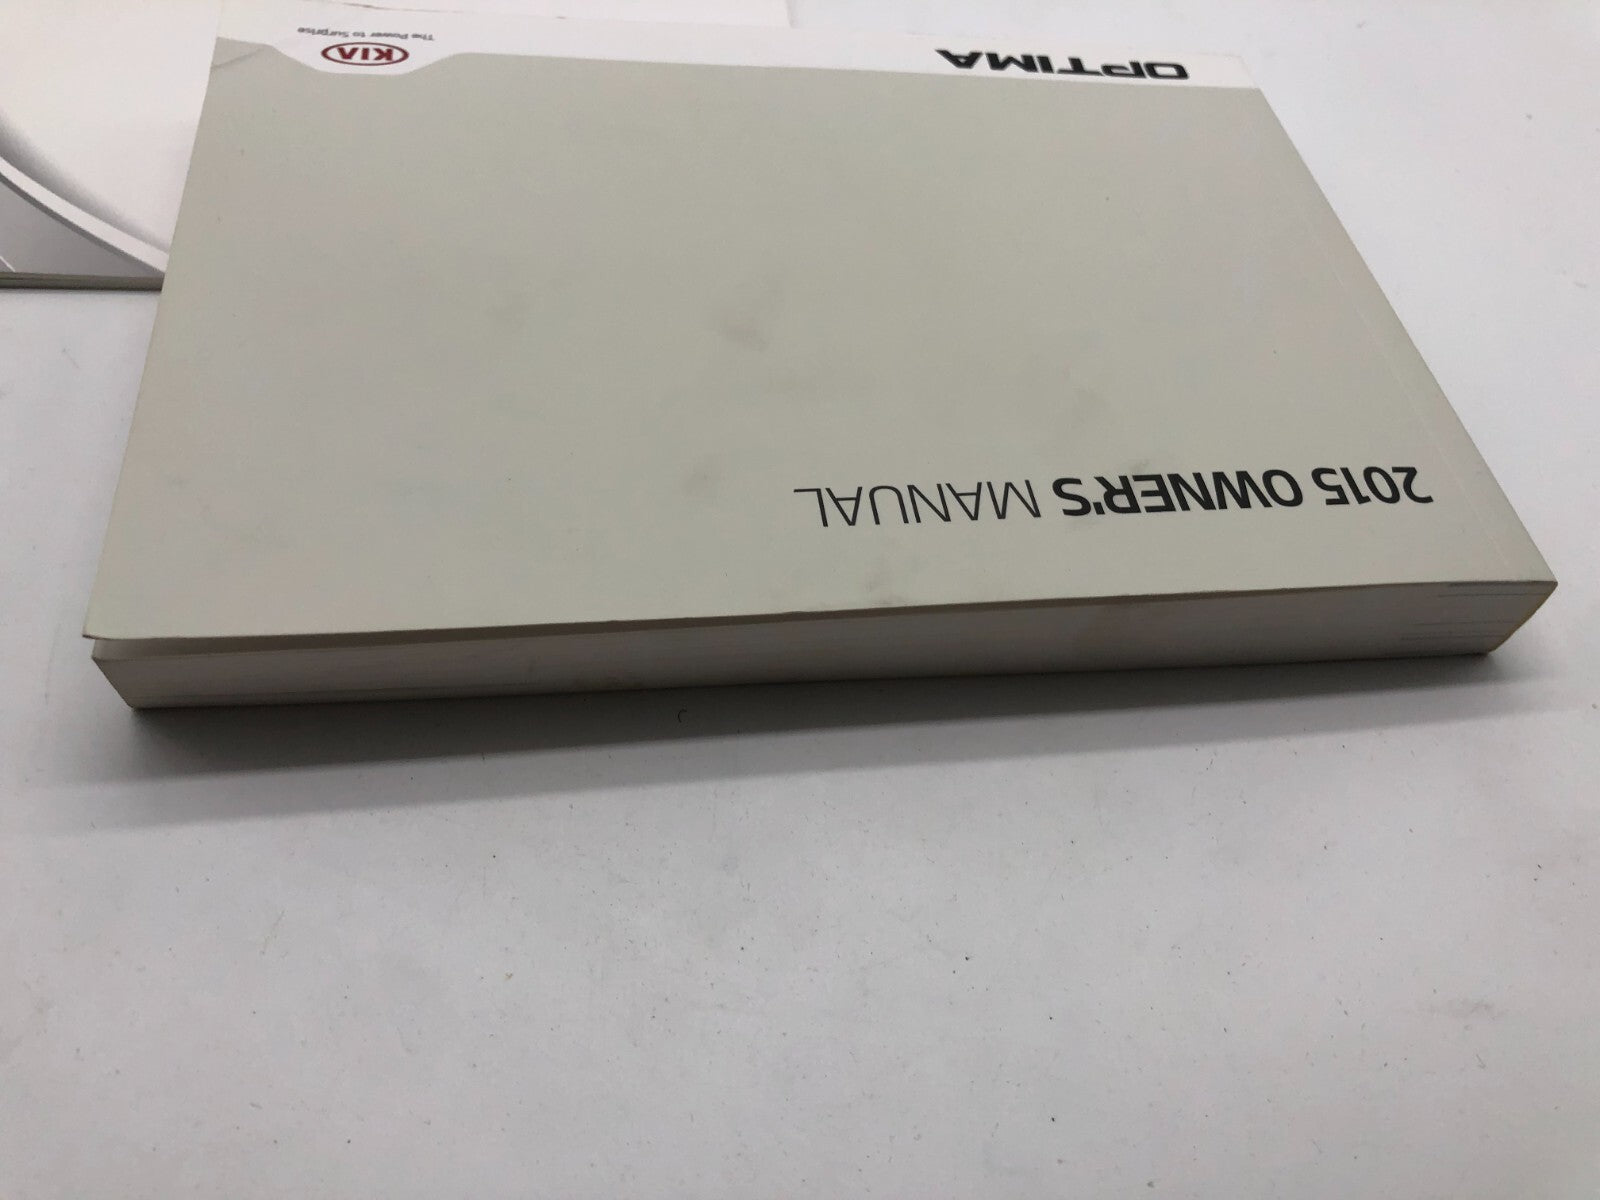 2015 OWNER'S MANUAL
OPTIMA
KIA
The Power to Surprise